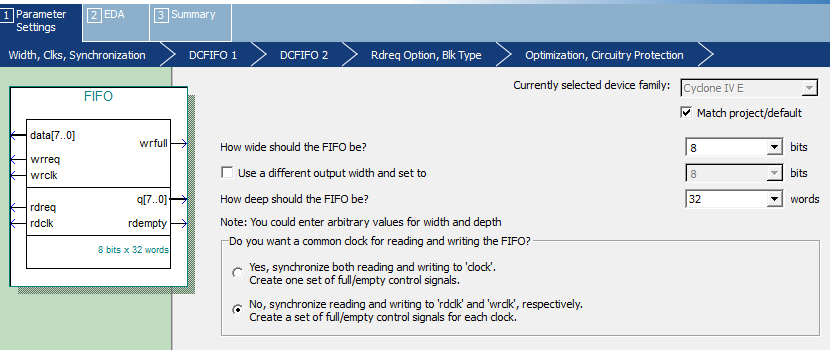 1 Parameter Settings
2 EDA
3 Summary
Width, Clks, Synchronization
DCFIFO 1
DCFIFO 2
Rdreq Option, Blk Type
Optimization, Circuitry Protection
FIFO
data[7..0]
wrfull
wrreq
wrclk
q[7..0]
rdreq
rdclk
rdempty
8 bits x 32 words
Currently selected device family:
Cyclone IV E
Match project/default
How wide should the FIFO be?
8
bits
Use a different output width and set to
8
bits
How deep should the FIFO be?
32
words
Note: You could enter arbitrary values for width and depth
Do you want a common clock for reading and writing the FIFO?
Yes, synchronize both reading and writing to 'clock'.
Create one set of full/empty control signals.
No, synchronize reading and writing to 'rdclk' and 'wrclk', respectively.
Create a set of full/empty control signals for each clock.